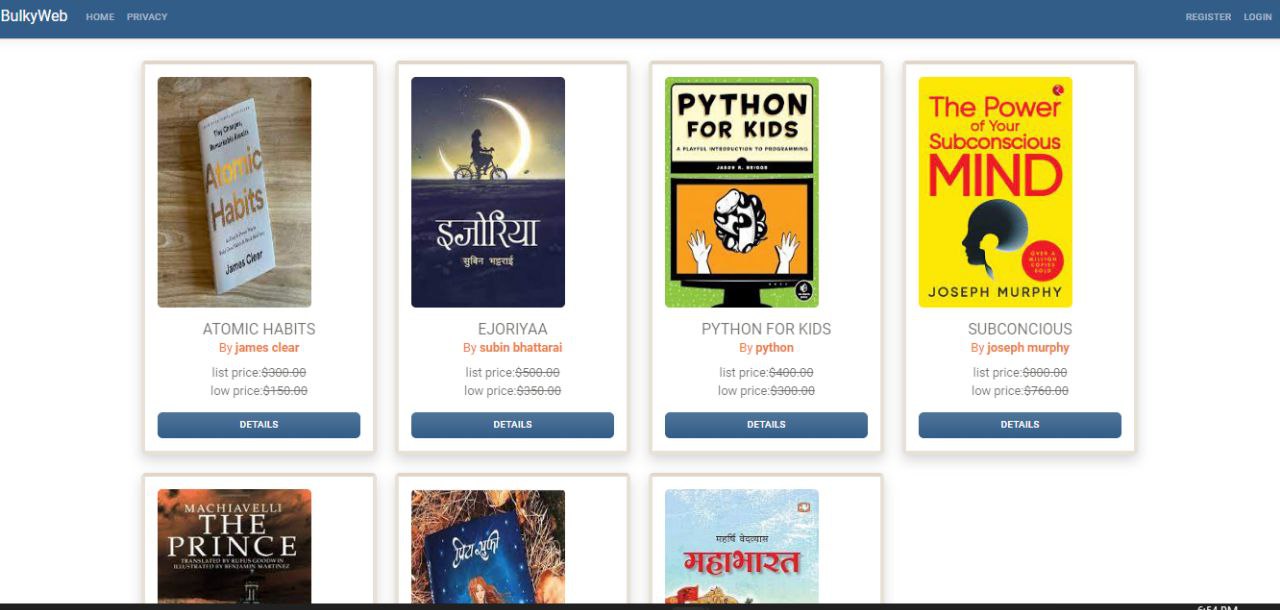 BulkyWeb HOME PRIVACY REGISTER LOGIN
Tiny Changes,
Remarkable Results
Atomic
Habits
James Clear
इजोरिया
सुबिन भट्टराई
PYTHON
FOR KIDS
A PLAYFUL INTRODUCTION TO PROGRAMMING
JASON R. BRIGGS
The Power
of Your
Subconscious
MIND
OVER A
MILLION
COPIES
SOLD
JOSEPH MURPHY
ATOMIC HABITS
By james clear
list price:$300.00
low price:$150.00
DETAILS
EJORIYAA
By subin bhattarai
list price:$500.00
low price:$350.00
DETAILS
PYTHON FOR KIDS
By python
list price:$400.00
low price:$300.00
DETAILS
SUBCONCIOUS
By joseph murphy
list price:$800.00
low price:$760.00
DETAILS
MACHIAVELLI
THE
PRINCE
TRANSLATED BY RUFUS GOODWIN
ILLUSTRATED BY BENJAMIN MARTINEZ
प्रिय सुफी
महर्षि वेदव्यास
महाभारत
6:54 PM